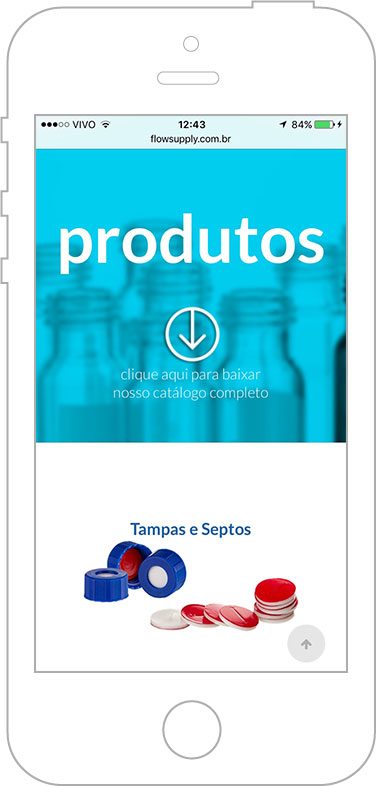 VIVO 12:43 84%
flowsupply.com.br
produtos
clique aqui para baixar
nosso catálogo completo
Tampas e Septos